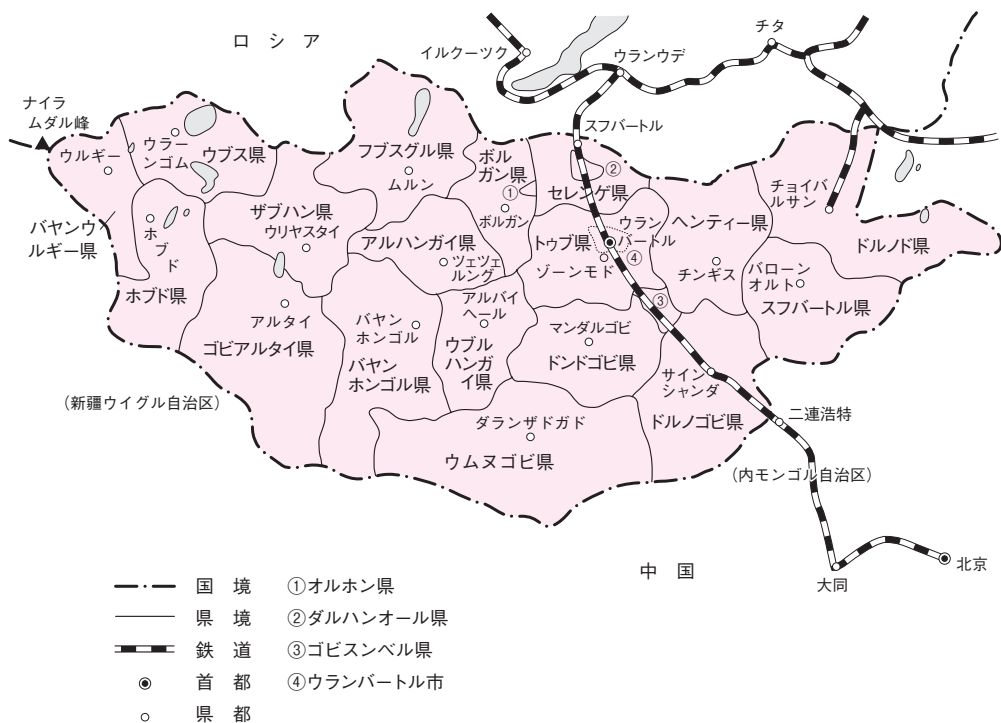 ロシア
イルクーツク
ウランウデ
チタ
ナイラ
ムダル峰
スフバートル
ウルギー
ウラー
ンゴム
ウブス県
フブスグル県
ムルン
ボル
ガン県
①
ボルガン
②
セレンゲ県
チョイバ
ルサン
バヤンウ
ルギー県
ホブド
ザブハン県
ウリヤスタイ
アルハンガイ県
ツェツェ
ルング
トゥブ県
ウラン
バートル
④
ゾーンモド
ヘンティー県
チンギス
ドルノド県
バローン
オルト
スフバートル県
ホブド県
アルタイ
ゴビアルタイ県
バヤン
ホンゴル
バヤン
ホンゴル県
アルバイ
ヘール
ウブル
ハンガ
イ県
マンダルゴビ
ドンドゴビ県
③
サイン
シャンダ
ドルノゴビ県
(新疆ウイグル自治区)
ダランザドガド
ウムヌゴビ県
二連浩特
(内モンゴル自治区)
中国
大同
北京
国境
県境
鉄道
首都
県都
①オルホン県
②ダルハンオール県
③ゴビスンベル県
④ウランバートル市